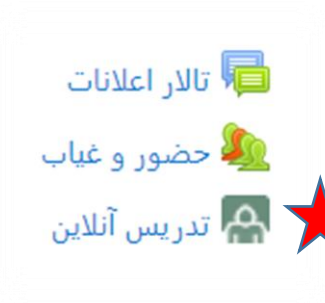 تالار اعلانات
حضور و غیاب
تدریس آنلاین